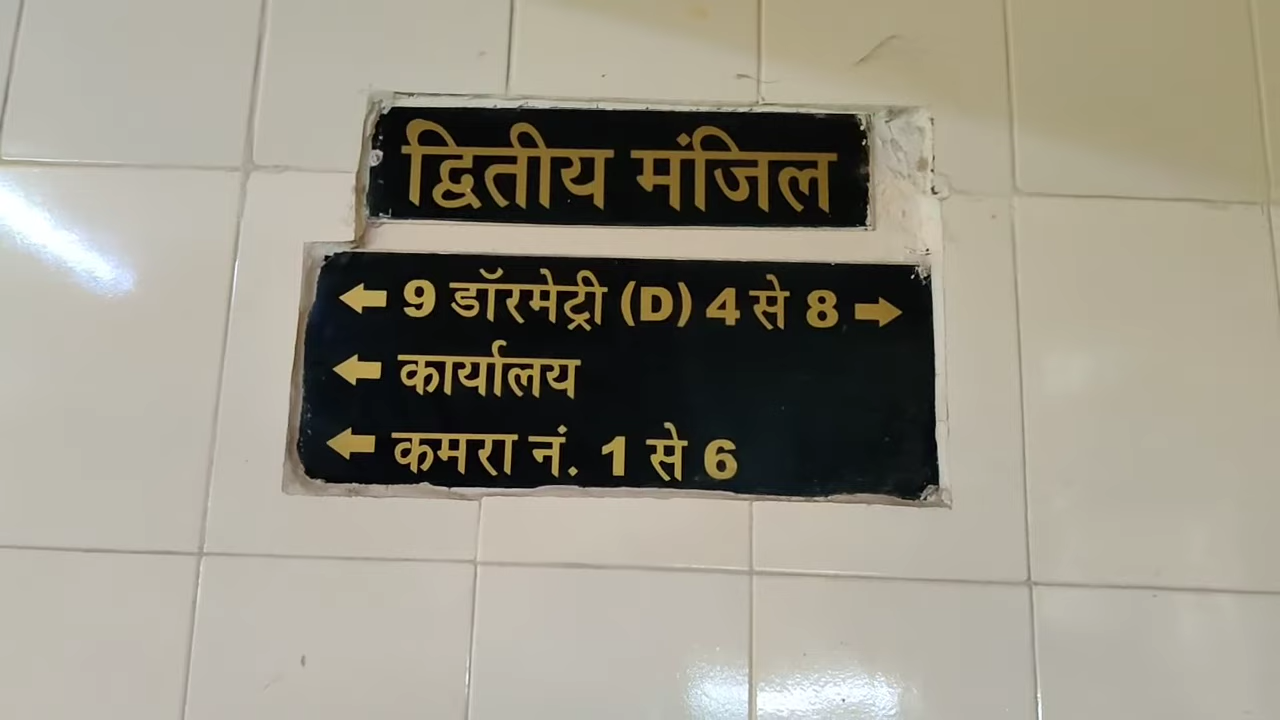 द्वितीय मंजिल
← 9 डॉरमेट्री (D) 4 से 8 →
← कार्यालय
← कमरा नं. 1 से 6